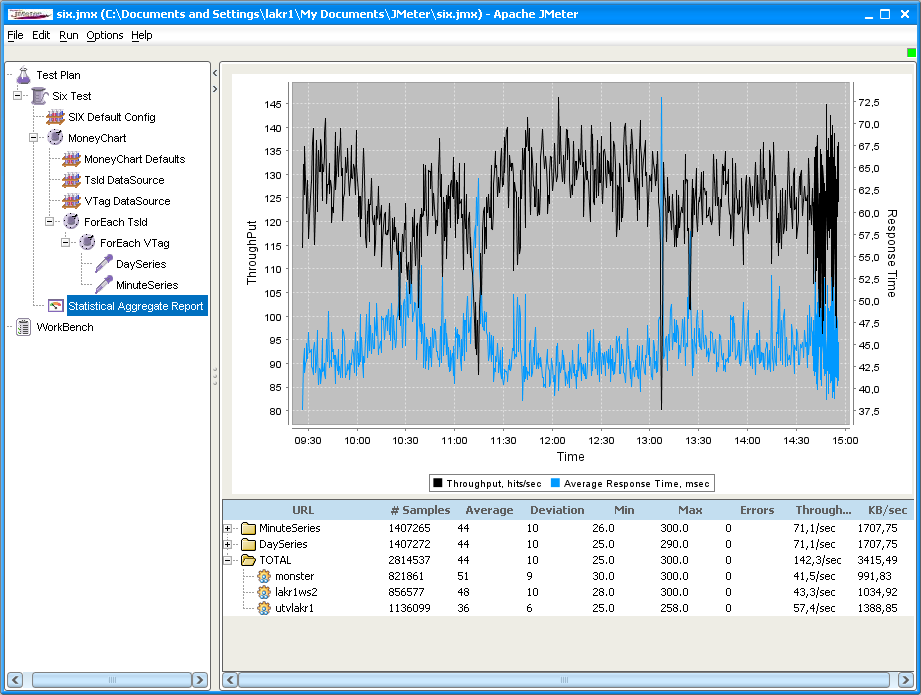 six.jmx (C:\Documents and Settings\lakr1\My Documents\JMeter\six.jmx) - Apache JMeter
File Edit Run Options Help
Test Plan
Six Test
SIX Default Config
MoneyChart
MoneyChart Defaults
TsId DataSource
VTag DataSource
ForEach TsId
ForEach VTag
DaySeries
MinuteSeries
Statistical Aggregate Report
WorkBench
ThroughPut
145
140
135
130
125
120
115
110
105
100
95
90
85
80
72,5
70,0
67,5
65,0
62,5
60,0
57,5
55,0
52,5
50,0
47,5
45,0
42,5
40,0
37,5
Response Time
09:30 10:00 10:30 11:00 11:30 12:00 12:30 13:00 13:30 14:00 14:30 15:00
Time
Throughput, hits/sec Average Response Time, msec
URL # Samples Average Deviation Min Max Errors Through... KB/sec
MinuteSeries 1407265 44 10 26.0 300.0 0 71,1/sec 1707,75
DaySeries 1407272 44 10 25.0 290.0 0 71,1/sec 1707,75
TOTAL 2814537 44 10 25.0 300.0 0 142,3/sec 3415,49
monster 821861 51 9 30.0 300.0 0 41,5/sec 991,83
lakr1ws2 856577 48 10 28.0 300.0 0 43,3/sec 1034,92
utvlakr1 1136099 36 6 25.0 258.0 0 57,4/sec 1388,85